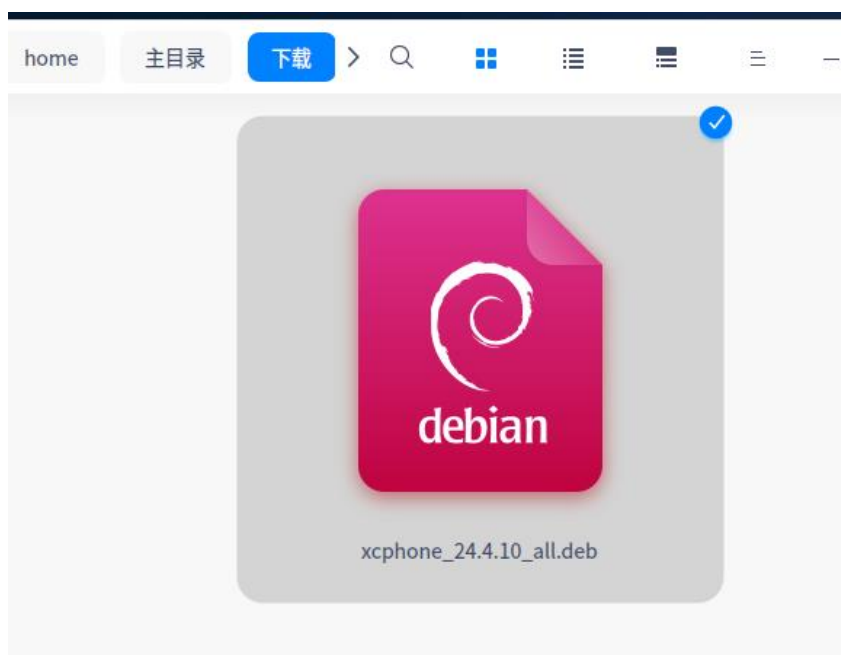 home 主目录 下载
debian
xcphone_24.4.10_all.deb